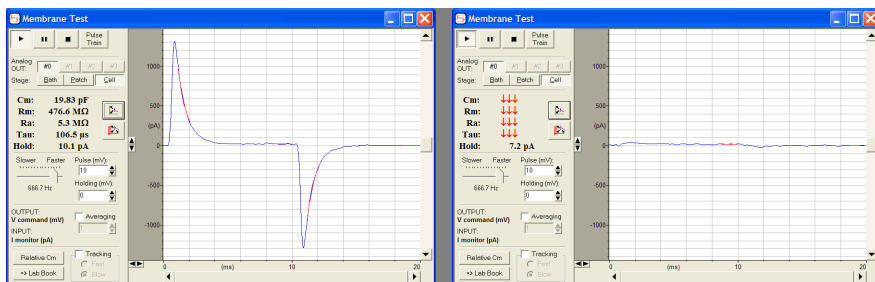 Membrane Test
Pulse Train
Analog OUT: #0 #1 #2 #3
Stage: Bath Patch Cell
Cm: 19.83 pF
Rm: 476.6 MΩ
Ra: 5.3 MΩ
Tau: 106.5 µs
Hold: 10.1 pA
Slower Faster Pulse (mV):
10
Holding (mV):
666.7 Hz 0
OUTPUT: Averaging
V command (mV)
INPUT: 1
I monitor (pA)
Relative Cm Tracking
Fast
-> Lab Book Slow
1000
500
(pA)
0
-500
-1000
0 (ms) 10 20
Membrane Test
Pulse Train
Analog OUT: #0 #1 #2 #3
Stage: Bath Patch Cell
Cm: ↓↓↓
Rm: ↓↓↓
Ra: ↓↓↓
Tau: ↓↓↓
Hold: 7.2 pA
Slower Faster Pulse (mV):
10
Holding (mV):
666.7 Hz 0
OUTPUT: Averaging
V command (mV)
INPUT: 1
I monitor (pA)
Relative Cm Tracking
Fast
-> Lab Book Slow
1000
500
(pA)
0
-500
-1000
0 (ms) 10 20